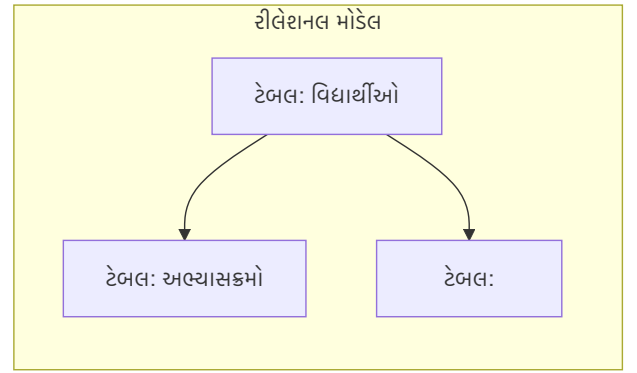 રીલેશનલ મોડેલ
ટેબલ: વિદ્યાર્થીઓ
ટેબલ: અભ્યાસક્રમો
ટેબલ: